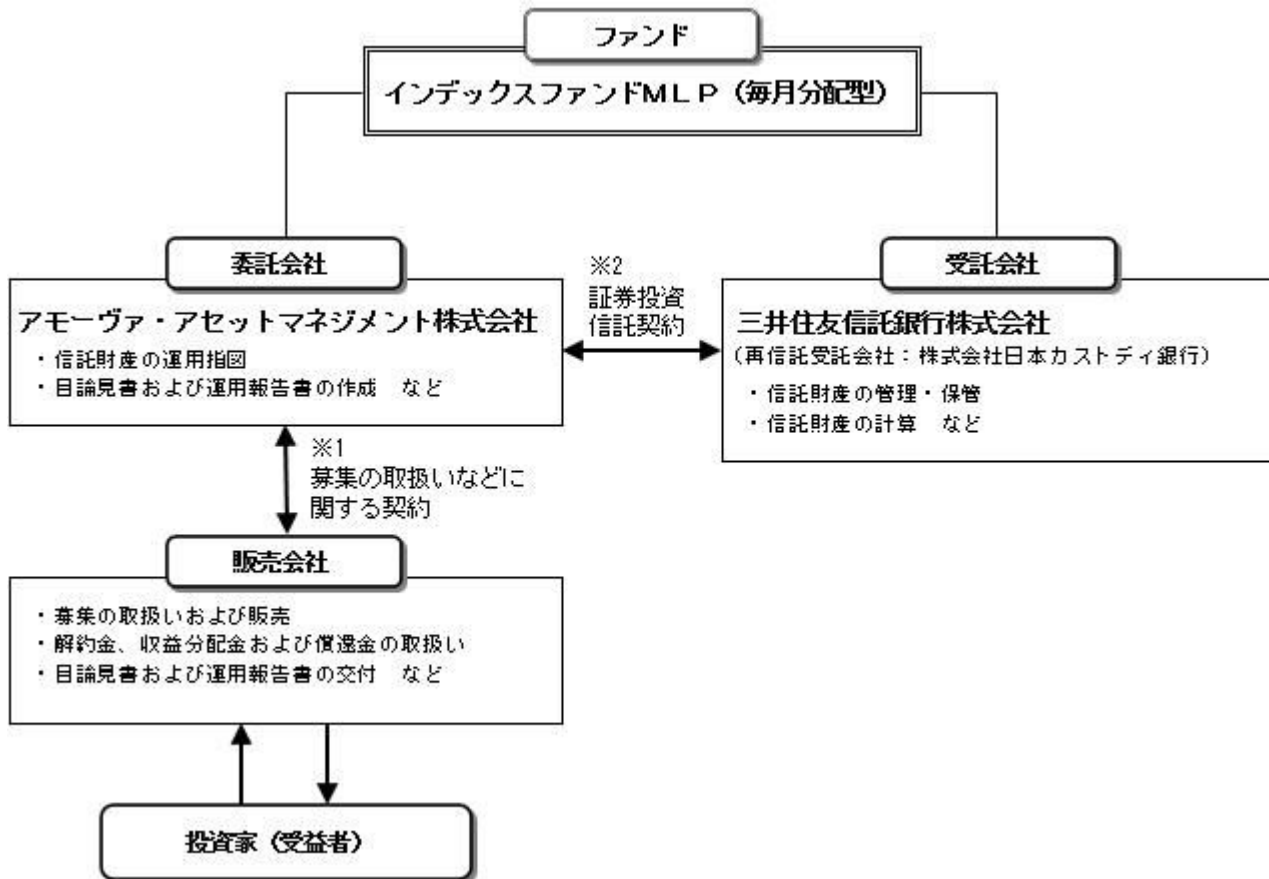 ファンド
インデックスファンドMLP（毎月分配型）
委託会社
アモーヴァ・アセットマネジメント株式会社
・信託財産の運用指図
・目論見書および運用報告書の作成　など
※2
証券投資
信託契約
受託会社
三井住友信託銀行株式会社
（再信託受託会社：株式会社日本カストディ銀行）
・信託財産の管理・保管
・信託財産の計算　など
※1
募集の取扱いなどに
関する契約
販売会社
・募集の取扱いおよび販売
・解約金、収益分配金および償還金の取扱い
・目論見書および運用報告書の交付　など
投資家（受益者）